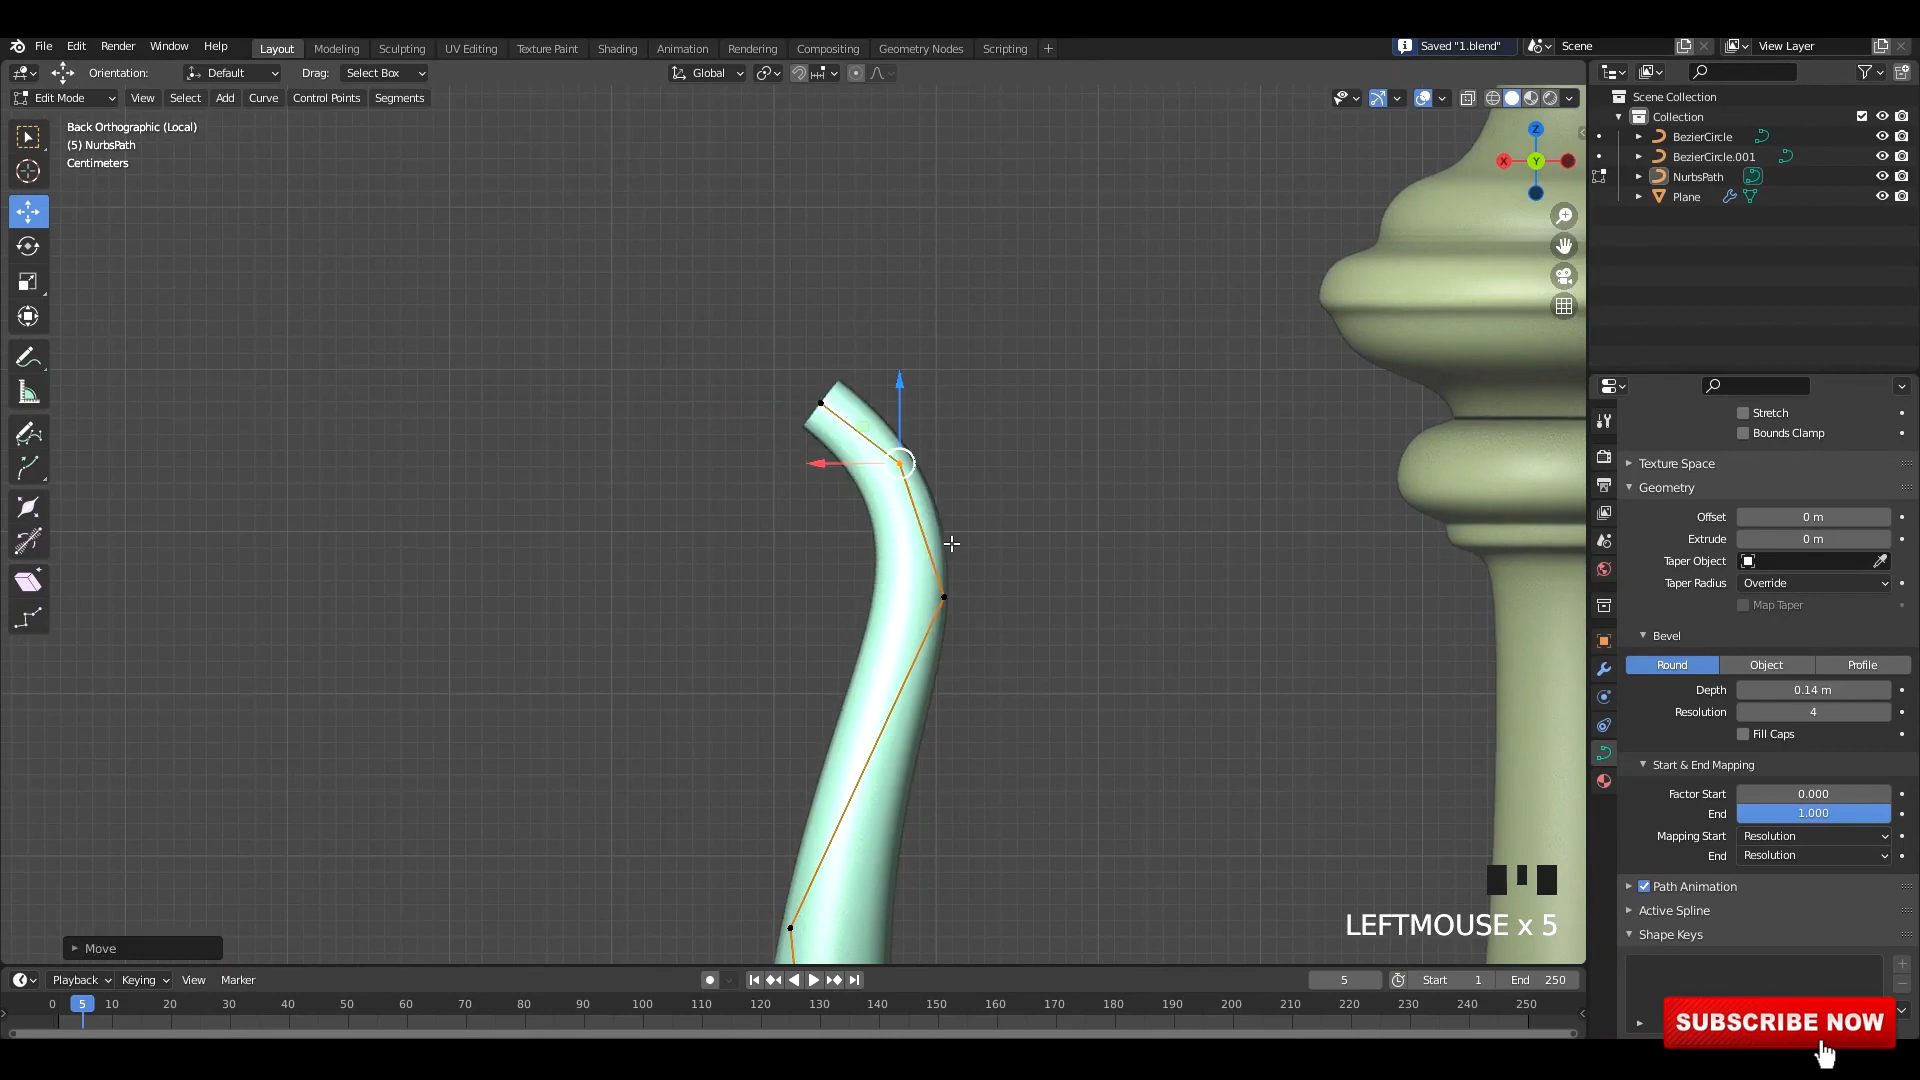 File Edit Render Window Help Layout Modeling Sculpting UV Editing Texture Paint Shading Animation Rendering Compositing Geometry Nodes Scripting + Saved "1.blend" Scene View Layer
Orientation: Default Drag: Select Box Global
Edit Mode View Select Add Curve Control Points Segments
Back Orthographic (Local)
(5) NurbsPath
Centimeters
Z
X
Y
Scene Collection
Collection
BezierCircle
BezierCircle.001
NurbsPath
Plane
Stretch
Bounds Clamp
Texture Space
Geometry
Offset 0 m
Extrude 0 m
Taper Object
Taper Radius Override
Map Taper
Bevel
Round Object Profile
Depth 0.14 m
Resolution 4
Fill Caps
Start & End Mapping
Factor Start 0.000
End 1.000
Mapping Start Resolution
End Resolution
Path Animation
Active Spline
Shape Keys
LEFTMOUSE x 5
Move
Playback Keying View Marker 5 Start 1 End 250
0 5 10 20 30 40 50 60 70 80 90 100 110 120 130 140 150 160 170 180 190 200 210 220 230 240 250
SUBSCRIBE NOW